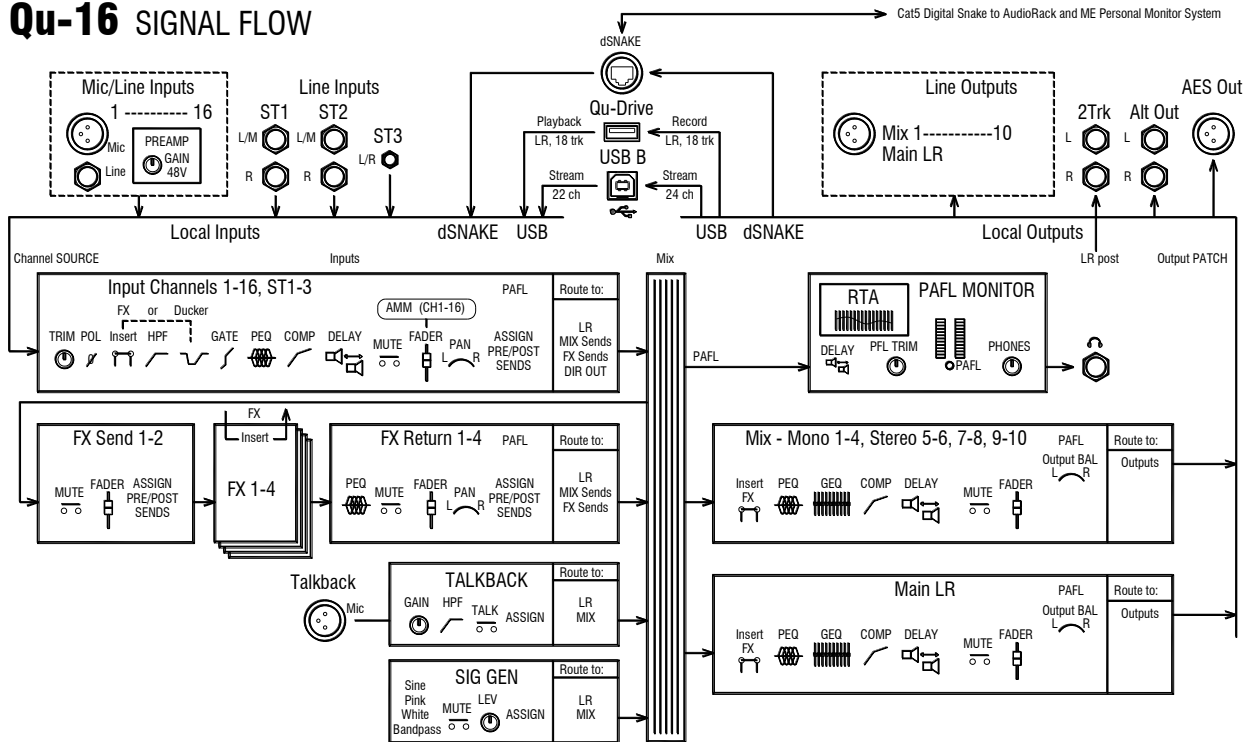 Qu-16 SIGNAL FLOW
Cat5 Digital Snake to AudioRack and ME Personal Monitor System
dSNAKE
Mic/Line Inputs
1 ---------- 16
Mic
Line
PREAMP
GAIN
48V
Line Inputs
ST1
ST2
ST3
L/M
L/M
L/R
R
R
Qu-Drive
Playback
LR, 18 trk
Record
LR, 18 trk
USB B
Stream
22 ch
Stream
24 ch
Line Outputs
Mix 1-----------10
Main LR
2Trk
Alt Out
AES Out
L
L
R
R
Local Inputs
dSNAKE
USB
USB
dSNAKE
Local Outputs
Channel SOURCE
Inputs
Mix
LR post
Output PATCH
Input Channels 1-16, ST1-3
PAFL
Route to:
FX or Ducker
AMM (CH1-16)
TRIM POL Insert HPF GATE PEQ COMP DELAY MUTE FADER PAN
L R
ASSIGN
PRE/POST
SENDS
LR
MIX Sends
FX Sends
DIR OUT
PAFL
RTA
PAFL MONITOR
DELAY
PFL TRIM
PAFL
PHONES
FX Send 1-2
MUTE FADER
ASSIGN
PRE/POST
SENDS
FX
Insert
FX 1-4
FX Return 1-4
PAFL
Route to:
PEQ MUTE FADER PAN
L R
ASSIGN
PRE/POST
SENDS
LR
MIX Sends
FX Sends
Mix - Mono 1-4, Stereo 5-6, 7-8, 9-10
PAFL
Route to:
Output BAL
L R
Outputs
Insert
FX
PEQ GEQ COMP DELAY MUTE FADER
Talkback
Mic
TALKBACK
Route to:
GAIN HPF TALK ASSIGN
LR
MIX
Main LR
PAFL
Route to:
Output BAL
L R
Outputs
Insert
FX
PEQ GEQ COMP DELAY MUTE FADER
SIG GEN
Route to:
Sine
Pink
White
Bandpass
MUTE LEV ASSIGN
LR
MIX